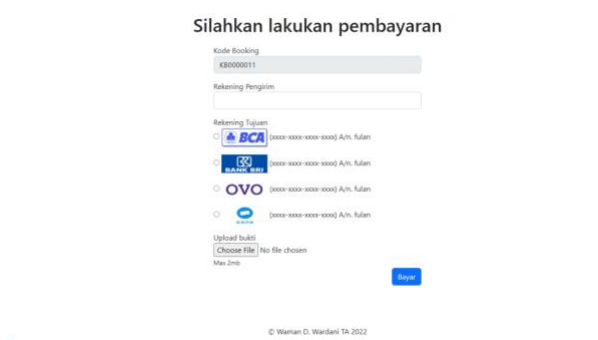 Silahkan lakukan pembayaran
Kode Booking
KB0000011
Rekening Pengirim
Rekening Tujuan
BCA (xxxx-xxxx-xxxx-xxxx) A/n. fulan
BANK BRI (xxxx-xxxx-xxxx-xxxx) A/n. fulan
OVO (xxxx-xxxx-xxxx-xxxx) A/n. fulan
DANA (xxxx-xxxx-xxxx-xxxx) A/n. fulan
Upload bukti
Choose File No file chosen
Max 2mb
Bayar
© Waman D. Wardani TA 2022